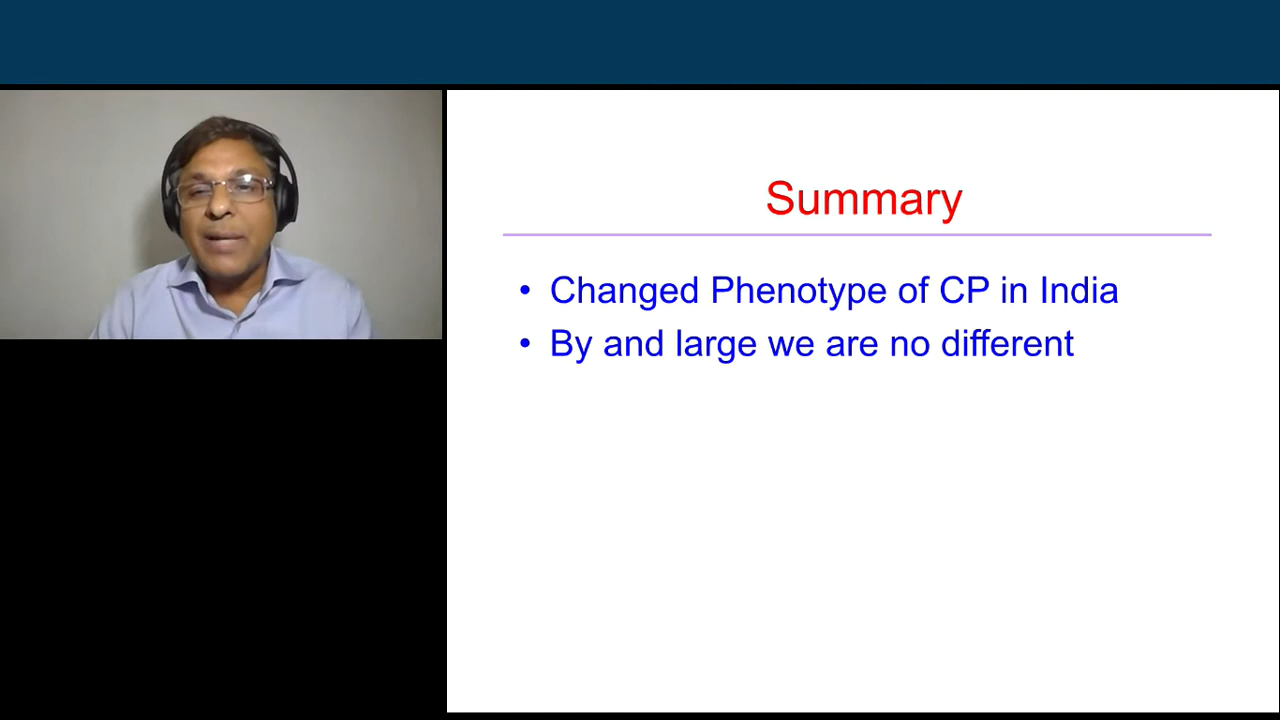 Summary
• Changed Phenotype of CP in India
• By and large we are no different